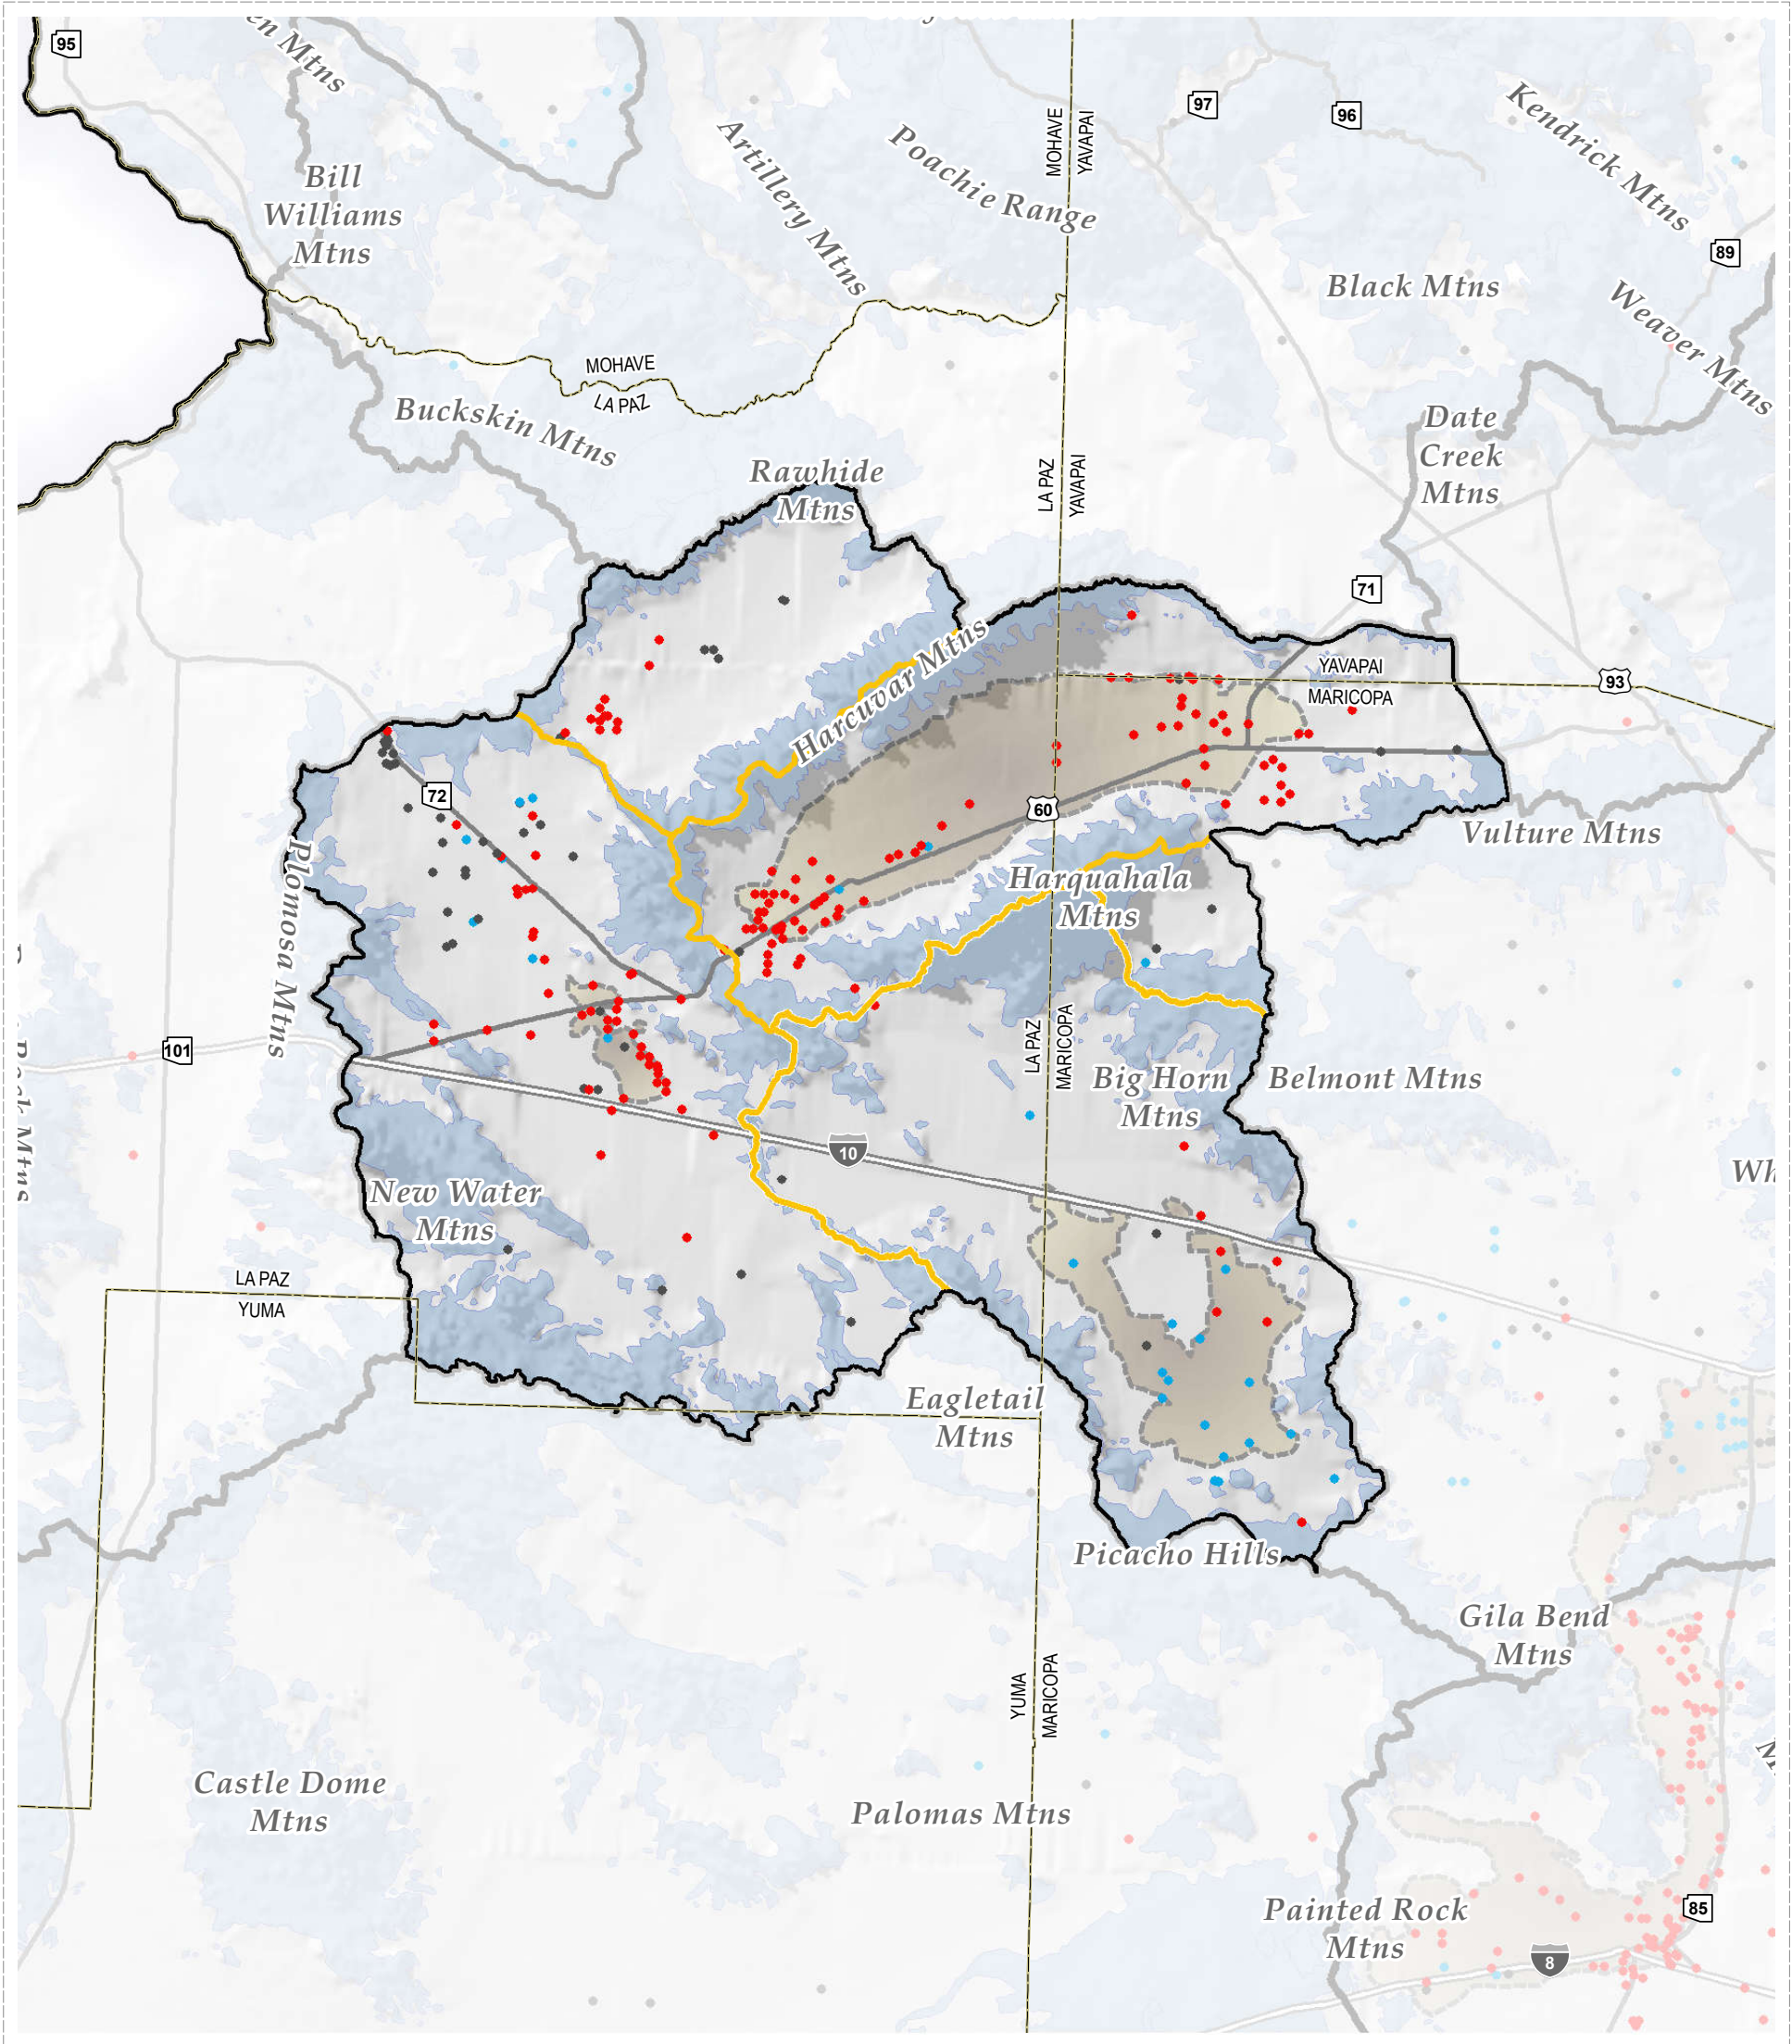 95
en Mtns
97
96
MOHAVE
YAVAPAI
Kendrick Mtns
Artillery Mtns
Poachie Range
Bill
Williams
Mtns
89
Black Mtns
Weaver Mtns
MOHAVE
LA PAZ
Buckskin Mtns
Date
Creek
Mtns
Rawhide
Mtns
LA PAZ
YAVAPAI
71
Harcuvar Mtns
YAVAPAI
MARICOPA
93
72
60
Vulture Mtns
Plomosa Mtns
Harquahala
Mtns
101
LA PAZ
MARICOPA
Big Horn
Mtns
Belmont Mtns
Mtns
10
Wh
New Water
Mtns
LA PAZ
YUMA
Eagletail
Mtns
Picacho Hills
Gila Bend
Mtns
YUMA
MARICOPA
Castle Dome
Mtns
Palomas Mtns
Painted Rock
Mtns
85
8